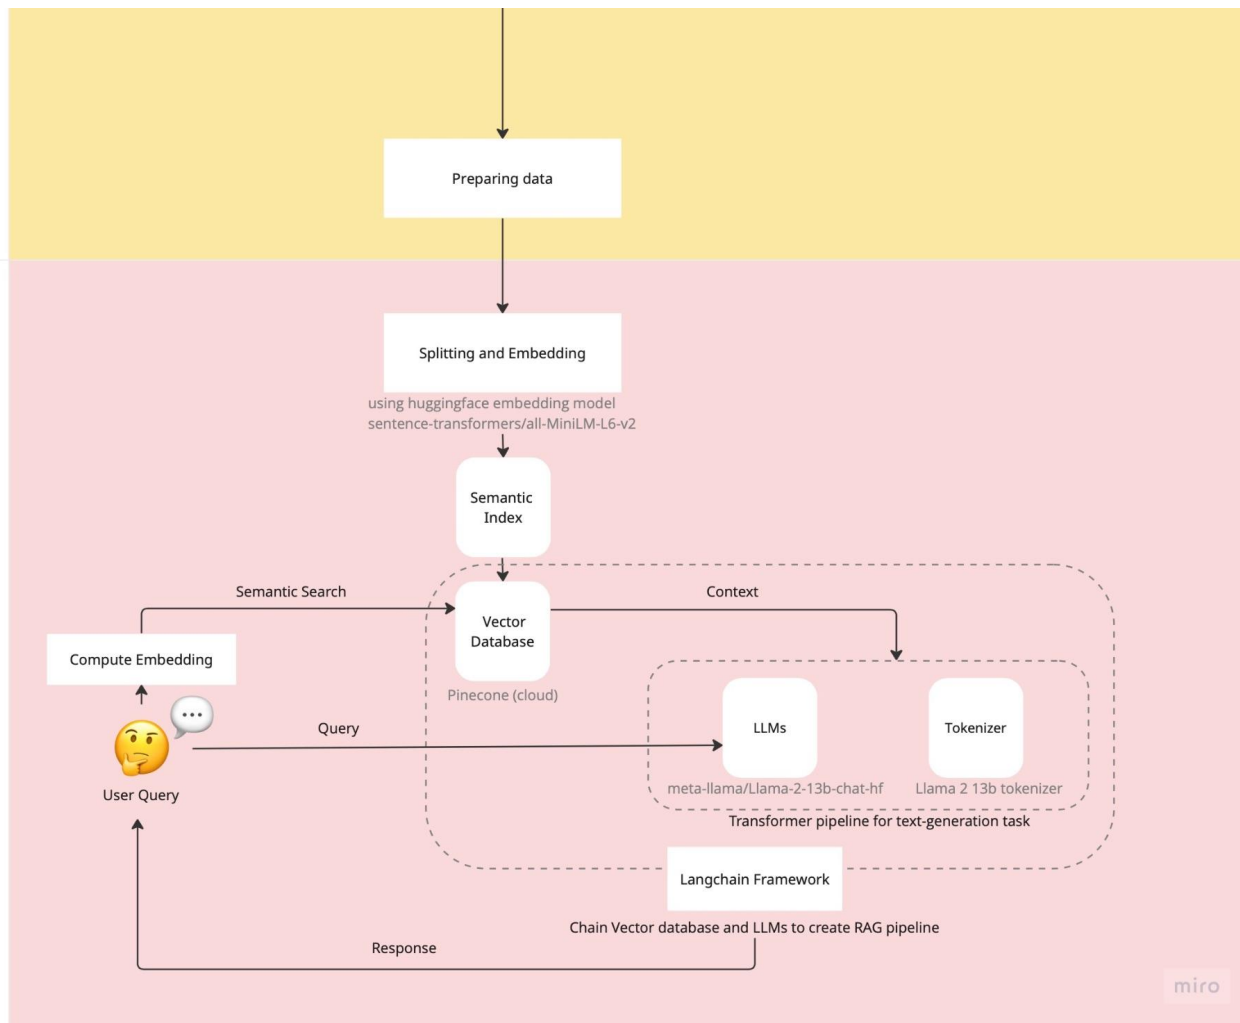 Preparing data
Splitting and Embedding
using huggingface embedding model
sentence-transformers/all-MiniLM-L6-v2
Semantic
Index
Semantic Search
Context
Vector
Database
Compute Embedding
Pinecone (cloud)
Query
LLMs
Tokenizer
User Query
meta-llama/Llama-2-13b-chat-hf
Llama 2 13b tokenizer
Transformer pipeline for text-generation task
Langchain Framework
Chain Vector database and LLMs to create RAG pipeline
Response
miro